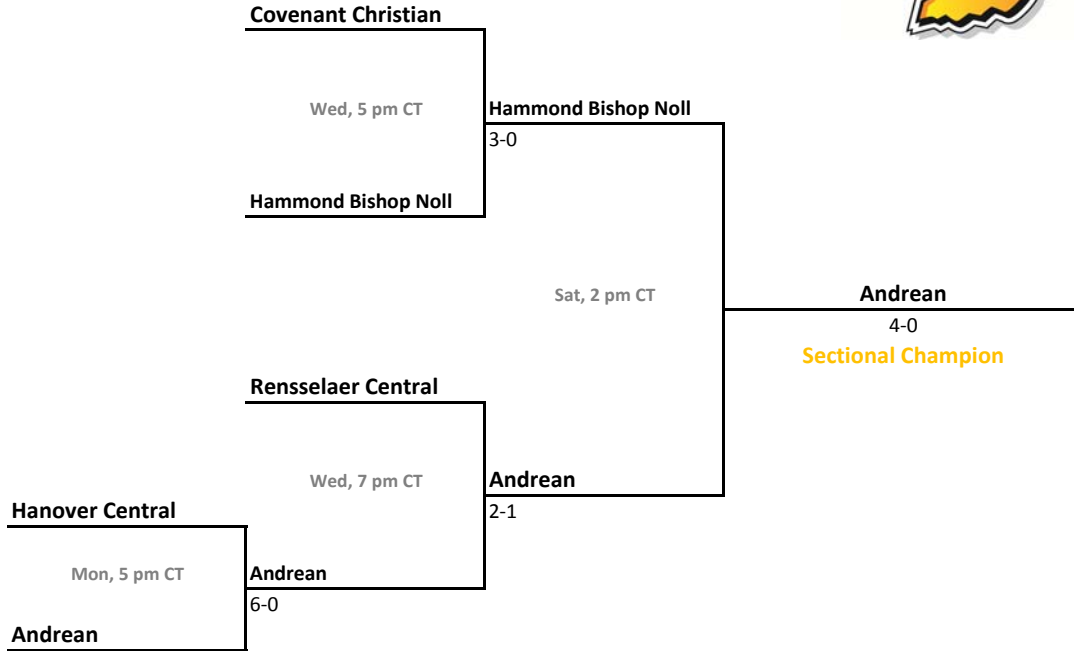 Covenant Christian
Wed, 5 pm CT
Hammond Bishop Noll
3-0
Hammond Bishop Noll
Sat, 2 pm CT
Andrean
4-0
Sectional Champion
Rensselaer Central
Wed, 7 pm CT
Andrean
2-1
Hanover Central
Mon, 5 pm CT
Andrean
6-0
Andrean